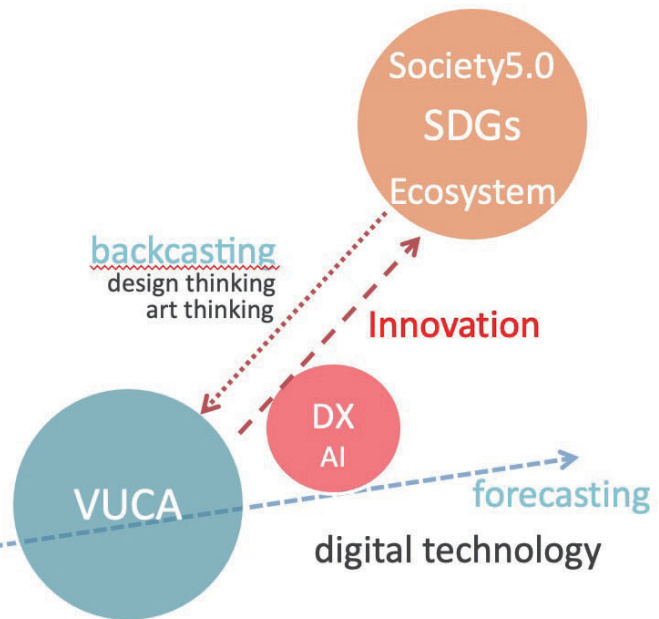 Society5.0
SDGs
Ecosystem
backcasting
design thinking
art thinking
Innovation
DX
AI
VUCA
forecasting
digital technology